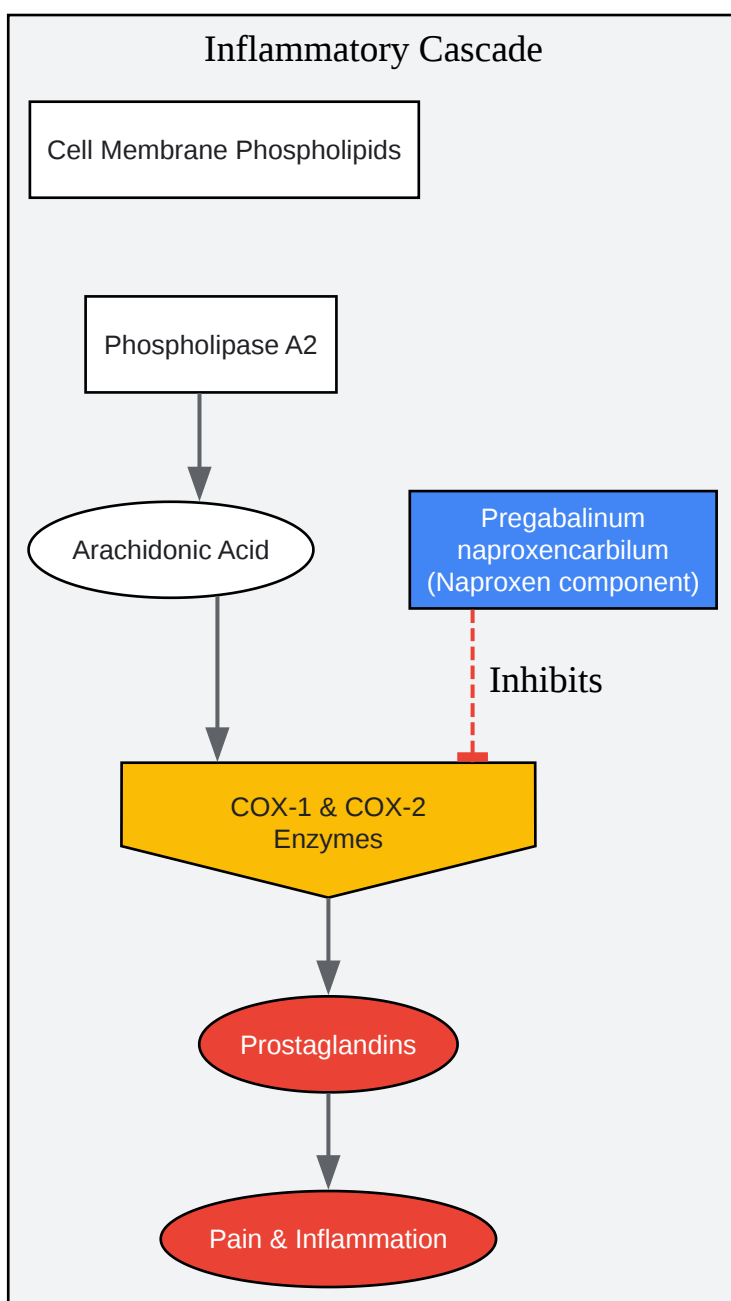 Inflammatory Cascade
Cell Membrane Phospholipids
Phospholipase A2
Arachidonic Acid
Pregabalinum
naproxencarbilum
(Naproxen component)
Inhibits
COX-1 & COX-2
Enzymes
Prostaglandins
Pain & Inflammation